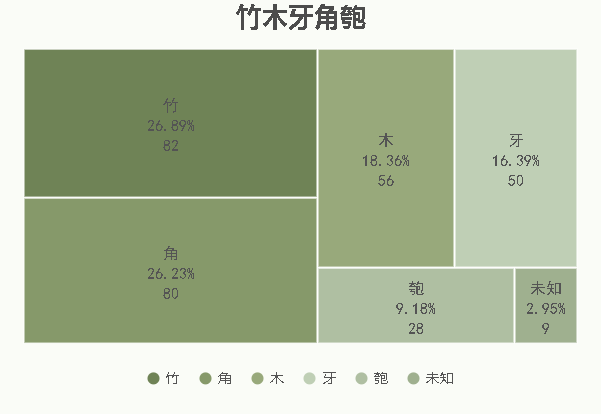 竹木牙角匏
竹
26.89%
82
角
26.23%
80
木
18.36%
56
牙
16.39%
50
匏
9.18%
28
未知
2.95%
9
竹 角 木 牙 匏 未知